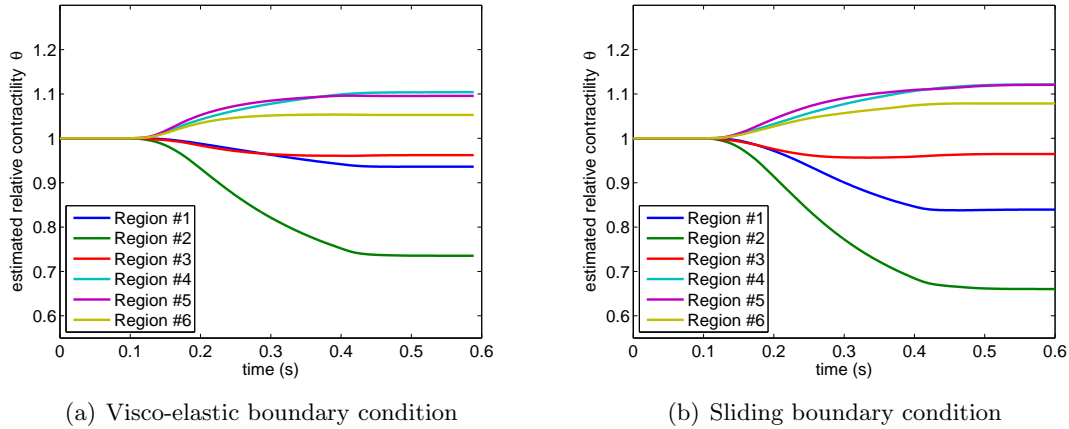 estimated relative contractility θ
1.2
1.1
1
0.9
0.8
0.7
0.6
Region #1
Region #2
Region #3
Region #4
Region #5
Region #6
0 0.1 0.2 0.3 0.4 0.5 0.6
time (s)
(a) Visco-elastic boundary condition
estimated relative contractility θ
1.2
1.1
1
0.9
0.8
0.7
0.6
Region #1
Region #2
Region #3
Region #4
Region #5
Region #6
0 0.1 0.2 0.3 0.4 0.5 0.6
time (s)
(b) Sliding boundary condition